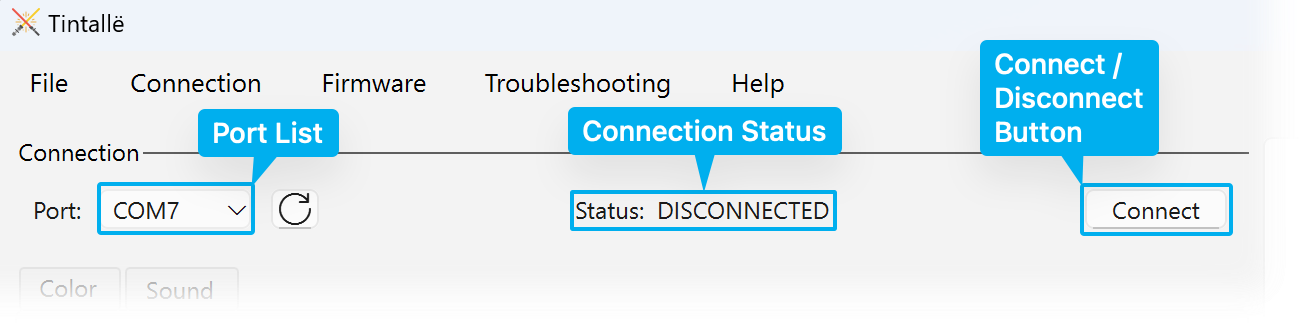 Tintallë
File Connection Firmware Troubleshooting Help
Connect /
Disconnect
Button
Port List
Connection Status
Connection
Port: COM7
Status: DISCONNECTED
Connect
Color Sound